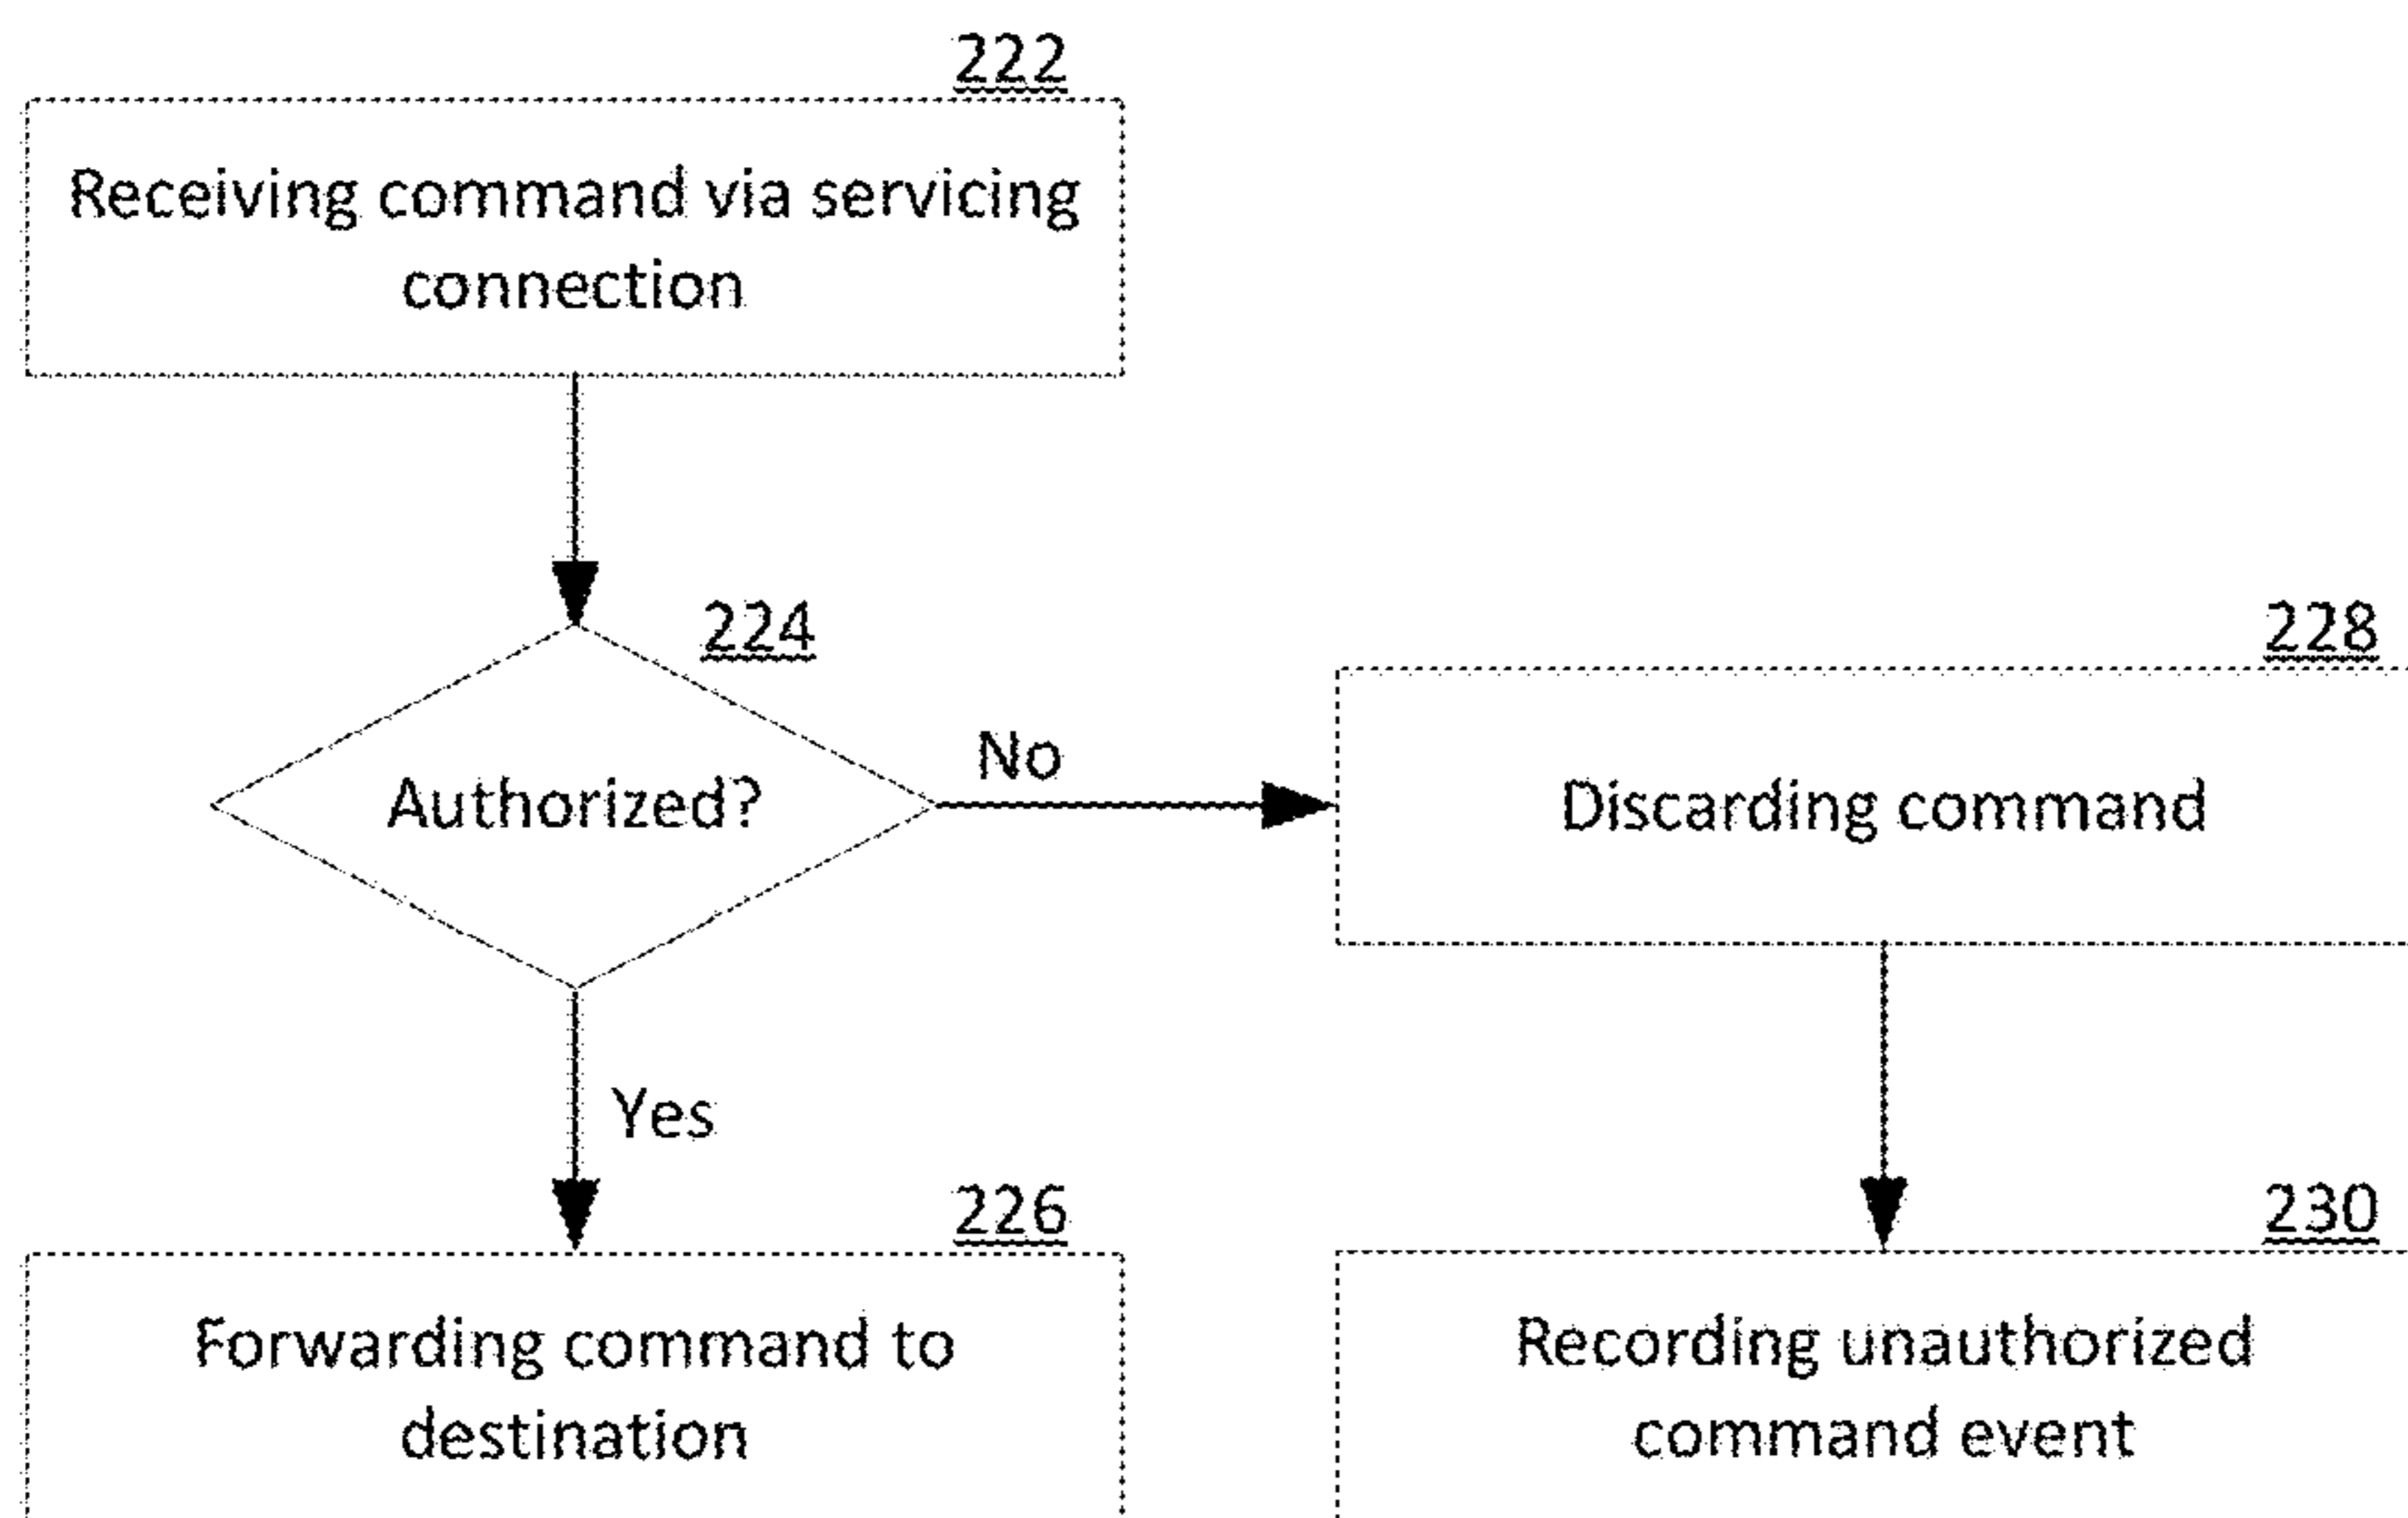 222
Receiving command via servicing
connection
224
Authorized?
No
228
Discarding command
Yes
226
Forwarding command to
destination
230
Recording unauthorized
command event